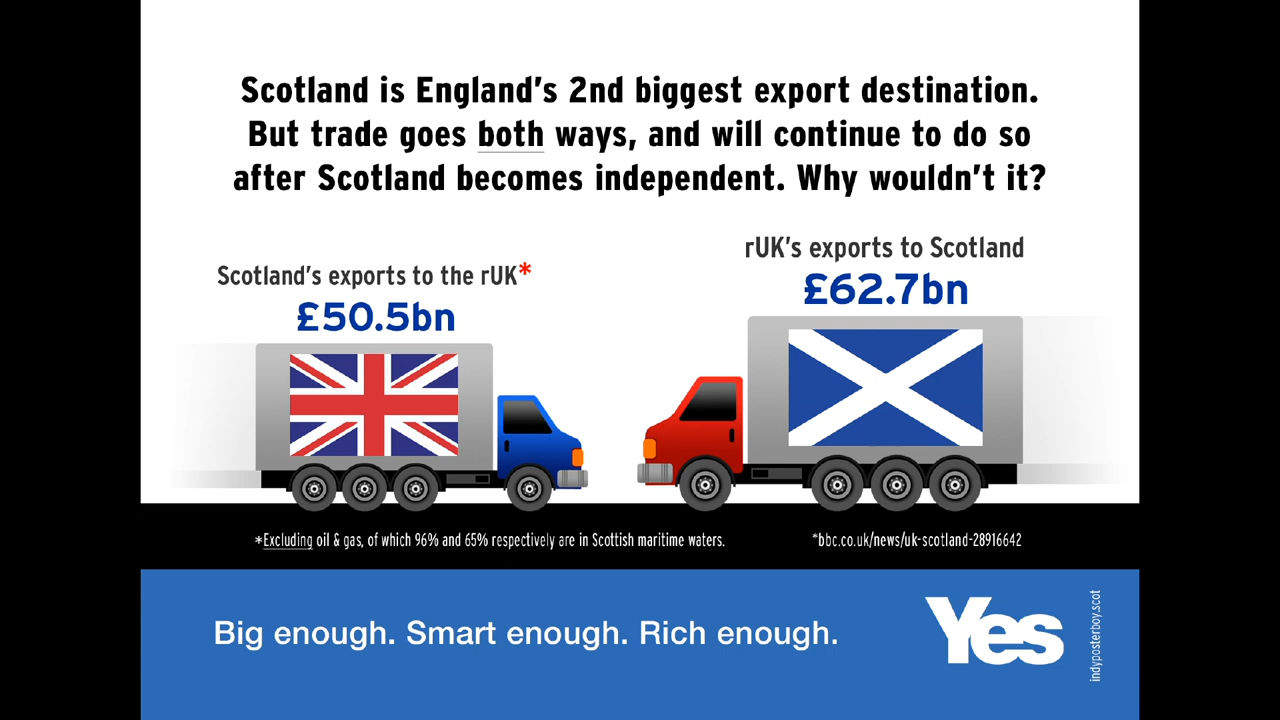 Scotland is England's 2nd biggest export destination.
But trade goes both ways, and will continue to do so
after Scotland becomes independent. Why wouldn't it?
Scotland's exports to the rUK*
£50.5bn
rUK's exports to Scotland
£62.7bn
*Excluding oil & gas, of which 96% and 65% respectively are in Scottish maritime waters.
*bbc.co.uk/news/uk-scotland-28916642
Big enough. Smart enough. Rich enough.
Yes
indyposterboy.scot